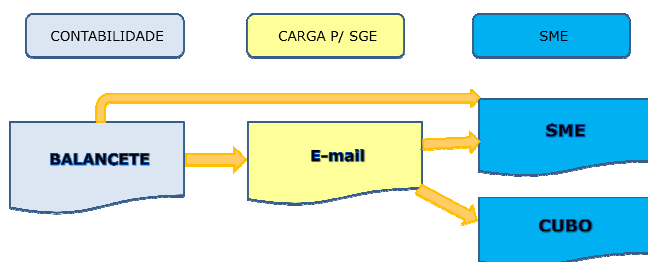 CONTABILIDADE
CARGA P/ SGE
SME
BALANCETE
E-mail
SME
CUBO